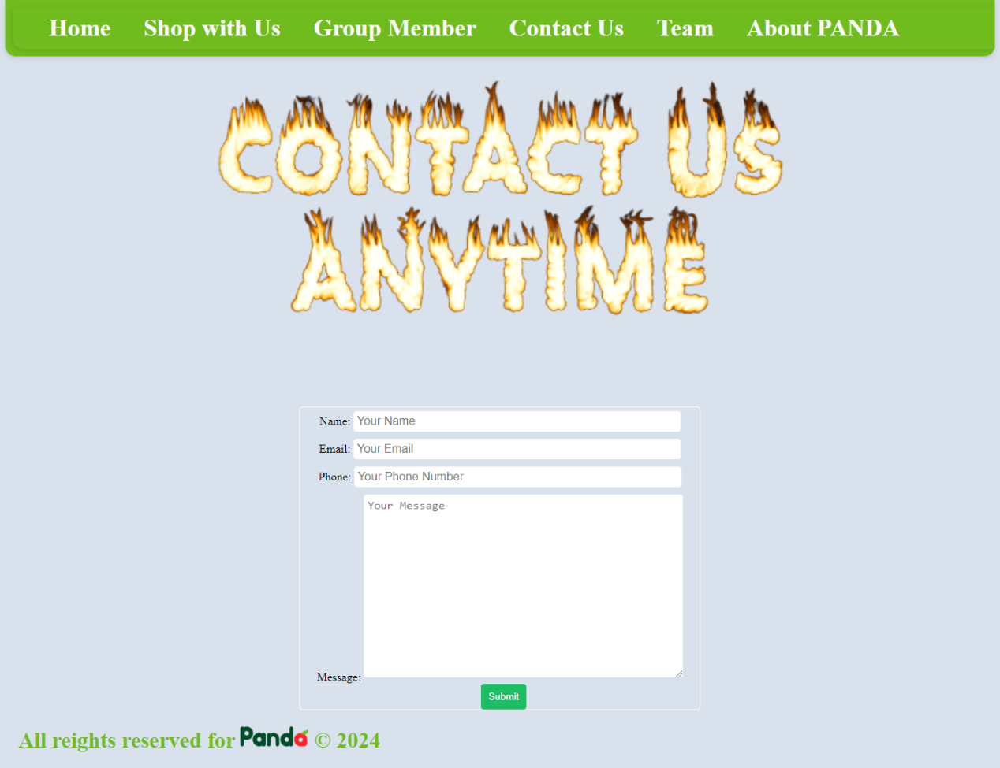 Home Shop with Us Group Member Contact Us Team About PANDA
CONTACT US
ANYTIME
Name: Your Name
Email: Your Email
Phone: Your Phone Number
Your Message
Message:
Submit
All reights reserved for Panda © 2024